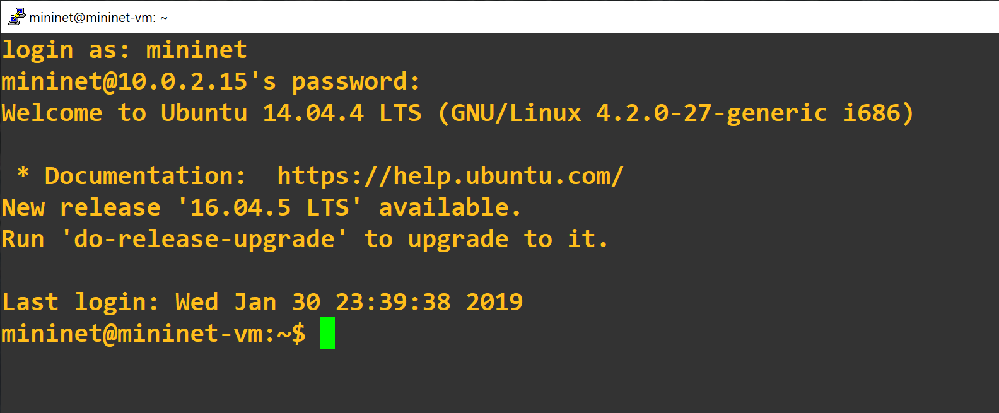 mininet@mininet-vm: ~
login as: mininet
mininet@10.0.2.15's password:
Welcome to Ubuntu 14.04.4 LTS (GNU/Linux 4.2.0-27-generic i686)
* Documentation:  https://help.ubuntu.com/
New release '16.04.5 LTS' available.
Run 'do-release-upgrade' to upgrade to it.
Last login: Wed Jan 30 23:39:38 2019
mininet@mininet-vm:~$